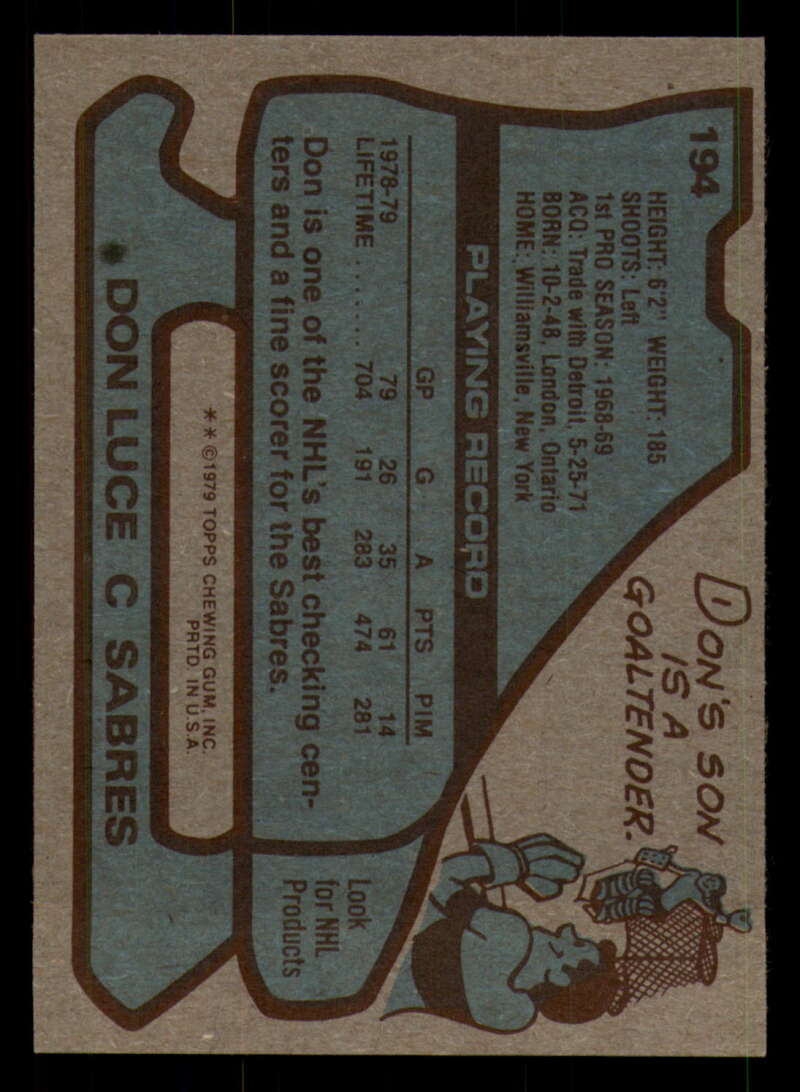 194
HEIGHT: 6'2" WEIGHT: 185
SHOOTS: Left
1st PRO SEASON: 1968-69
ACQ: Trade with Detroit, 5-25-71
BORN: 10-2-48, London, Ontario
HOME: Williamsville, New York
DON'S SON
IS A
GOALTENDER.
PLAYING RECORD
GP G A PTS PIM
1978-79 79 26 35 61 14
LIFETIME ........ 704 191 283 474 281
Don is one of the NHL's best checking cen-
ters and a fine scorer for the Sabres.
Look
for NHL
Products
**©1979 TOPPS CHEWING GUM, INC.
PRTD. IN U.S.A.
DON LUCE C SABRES